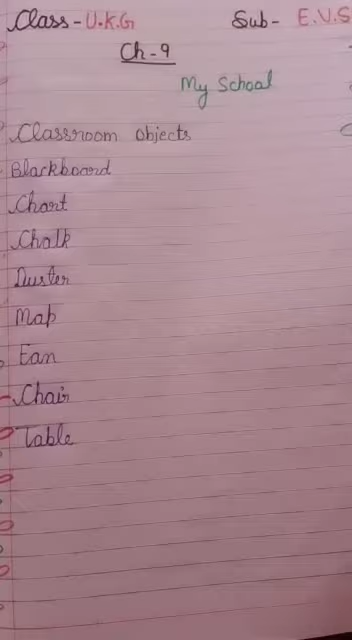 Class - U.K.G Sub - E.V.S
Ch - 9
My School
Classroom objects
Blackboard
Chart
Chalk
Duster
Map
Fan
Chair
Table